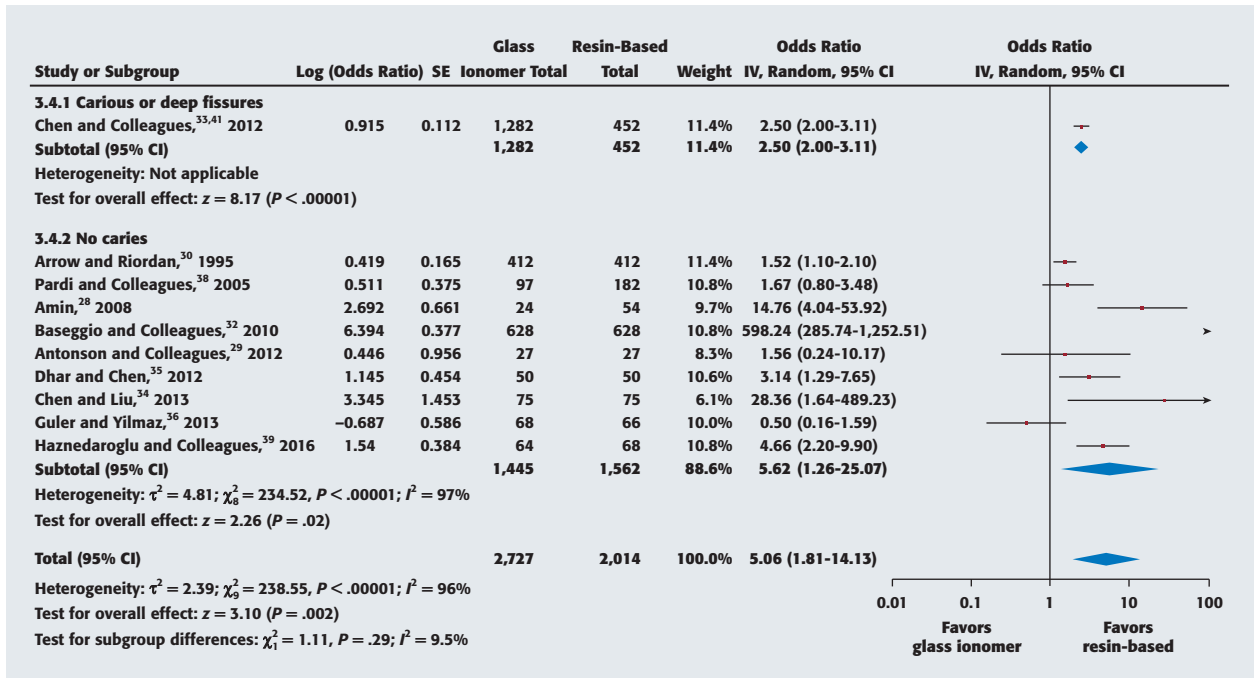 Glass Resin-Based Odds Ratio Odds Ratio
Study or Subgroup Log (Odds Ratio) SE Ionomer Total Total Weight IV, Random, 95% CI IV, Random, 95% CI
3.4.1 Carious or deep fissures
Chen and Colleagues,33,41 2012 0.915 0.112 1,282 452 11.4% 2.50 (2.00-3.11)
Subtotal (95% CI) 1,282 452 11.4% 2.50 (2.00-3.11)
Heterogeneity: Not applicable
Test for overall effect: z = 8.17 (P < .00001)
3.4.2 No caries
Arrow and Riordan,30 1995 0.419 0.165 412 412 11.4% 1.52 (1.10-2.10)
Pardi and Colleagues,38 2005 0.511 0.375 97 182 10.8% 1.67 (0.80-3.48)
Amin,28 2008 2.692 0.661 24 54 9.7% 14.76 (4.04-53.92)
Baseggio and Colleagues,32 2010 6.394 0.377 628 628 10.8% 598.24 (285.74-1,252.51)
Antonson and Colleagues,29 2012 0.446 0.956 27 27 8.3% 1.56 (0.24-10.17)
Dhar and Chen,35 2012 1.145 0.454 50 50 10.6% 3.14 (1.29-7.65)
Chen and Liu,34 2013 3.345 1.453 75 75 6.1% 28.36 (1.64-489.23)
Guler and Yilmaz,36 2013 −0.687 0.586 68 66 10.0% 0.50 (0.16-1.59)
Haznedaroglu and Colleagues,39 2016 1.54 0.384 64 68 10.8% 4.66 (2.20-9.90)
Subtotal (95% CI) 1,445 1,562 88.6% 5.62 (1.26-25.07)
Heterogeneity: τ2 = 4.81; χ28 = 234.52, P < .00001; I2 = 97%
Test for overall effect: z = 2.26 (P = .02)
Total (95% CI) 2,727 2,014 100.0% 5.06 (1.81-14.13)
Heterogeneity: τ2 = 2.39; χ29 = 238.55, P < .00001; I2 = 96%
Test for overall effect: z = 3.10 (P = .002)
Test for subgroup differences: χ21 = 1.11, P = .29; I2 = 9.5%
0.01 0.1 1 10 100
Favors Favors
glass ionomer resin-based